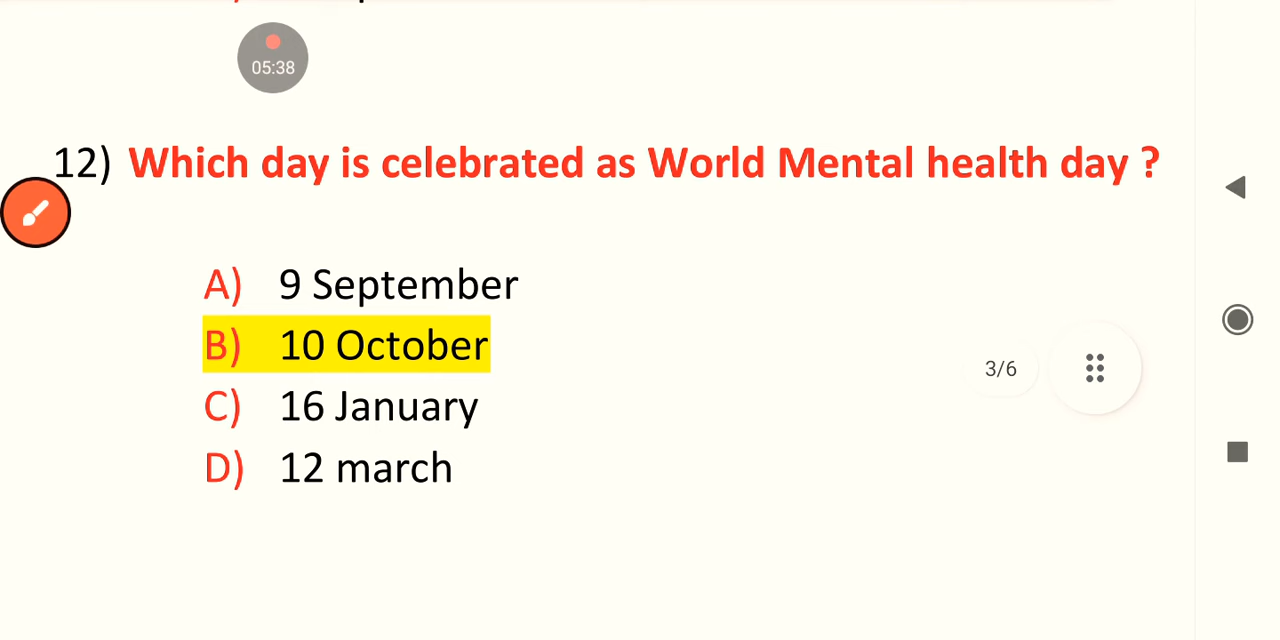 05:38
12) Which day is celebrated as World Mental health day ?
A) 9 September
B) 10 October
3/6
C) 16 January
D) 12 march